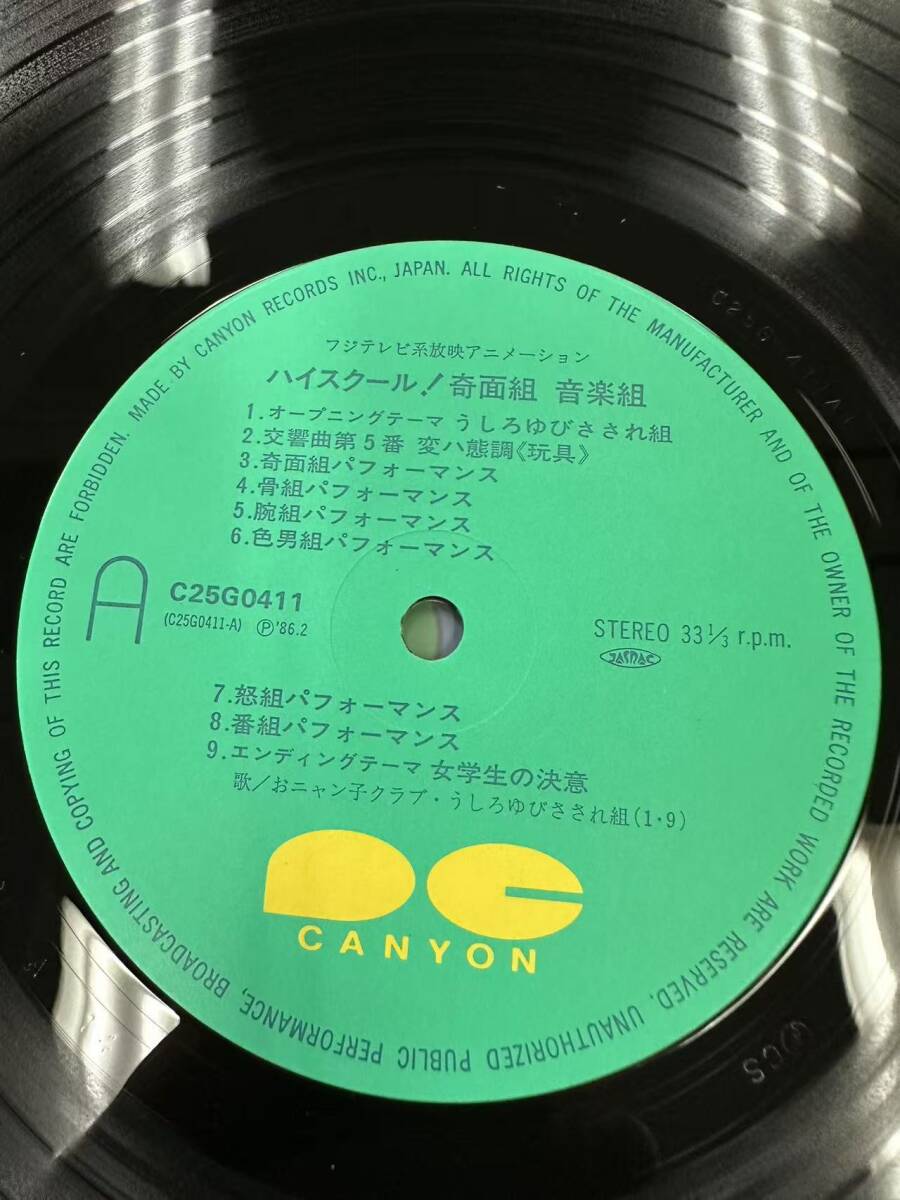 MADE BY CANYON RECORDS INC., JAPAN. ALL RIGHTS OF THE MANUFACTURER AND OF THE OWNER OF THE RECORDED WORK ARE RESERVED. UNAUTHORIZED PUBLIC PERFORMANCE, BROADCASTING AND COPYING OF THIS RECORD ARE FORBIDDEN.
フジテレビ系放映アニメーション
ハイスクール!奇面組 音楽組
1.オープニングテーマ うしろゆびさされ組
2.交響曲第5番 変ハ態調《玩具》
3.奇面組パフォーマンス
4.骨組パフォーマンス
5.腕組パフォーマンス
6.色男組パフォーマンス
A
C25G0411
(C25G0411-A) Ⓟ'86.2
STEREO 33 1/3 r.p.m.
JASRAC
7.怒組パフォーマンス
8.番組パフォーマンス
9.エンディングテーマ 女学生の決意
歌/おニャン子クラブ・うしろゆびさされ組(1・9)
CANYON